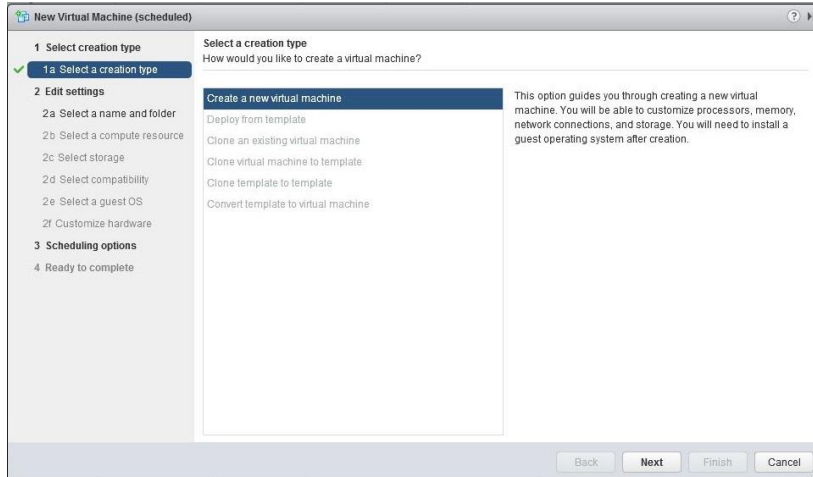 New Virtual Machine (scheduled)
?
1 Select creation type
1a Select a creation type
2 Edit settings
2a Select a name and folder
2b Select a compute resource
2c Select storage
2d Select compatibility
2e Select a guest OS
2f Customize hardware
3 Scheduling options
4 Ready to complete
Select a creation type
How would you like to create a virtual machine?
Create a new virtual machine
Deploy from template
Clone an existing virtual machine
Clone virtual machine to template
Clone template to template
Convert template to virtual machine
This option guides you through creating a new virtual
machine. You will be able to customize processors, memory,
network connections, and storage. You will need to install a
guest operating system after creation.
Back Next Finish Cancel